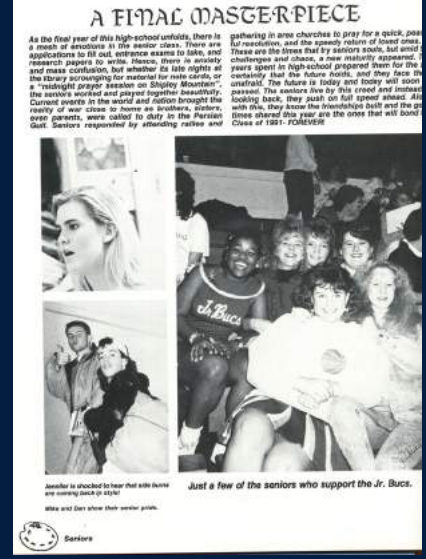 A FINAL MASTERPIECE
As the final year of this high-school unfolds, there is
a mesh of emotions in the senior class. There are
applications to fill out, entrance exams to take, and
research papers to write. Hence, there is anxiety
and mass confusion, but whether its late nights at
the library scrounging for material for note cards, or
a "midnight prayer session on Shipley Mountain",
the seniors worked and played together beautifully.
Current events in the world and nation brought the
reality of war close to home as brothers, sisters,
even parents, were called to duty in the Persian
Gulf. Seniors responded by attending rallies and
gathering in area churches to pray for a quick, peac
ful resolution, and the speedy return of loved ones.
These are the times that try seniors souls, but amid
challenges and chaos, a new maturity appeared.
years spent in high-school prepared them for the
certainity that the future holds, and they face th
unafraid. The future is today and today will soon
passed. The seniors live by this creed and instead
looking back, they push on full speed ahead. Alo
with this, they know the friendships built and the go
times shared this year are the ones that will bond
Class of 1991- FOREVER!
Jr. Bucs
Jennifer is shocked to hear that side burns
are coming back in style!
Just a few of the seniors who support the Jr. Bucs.
Mike and Dan show their senior pride.
Seniors